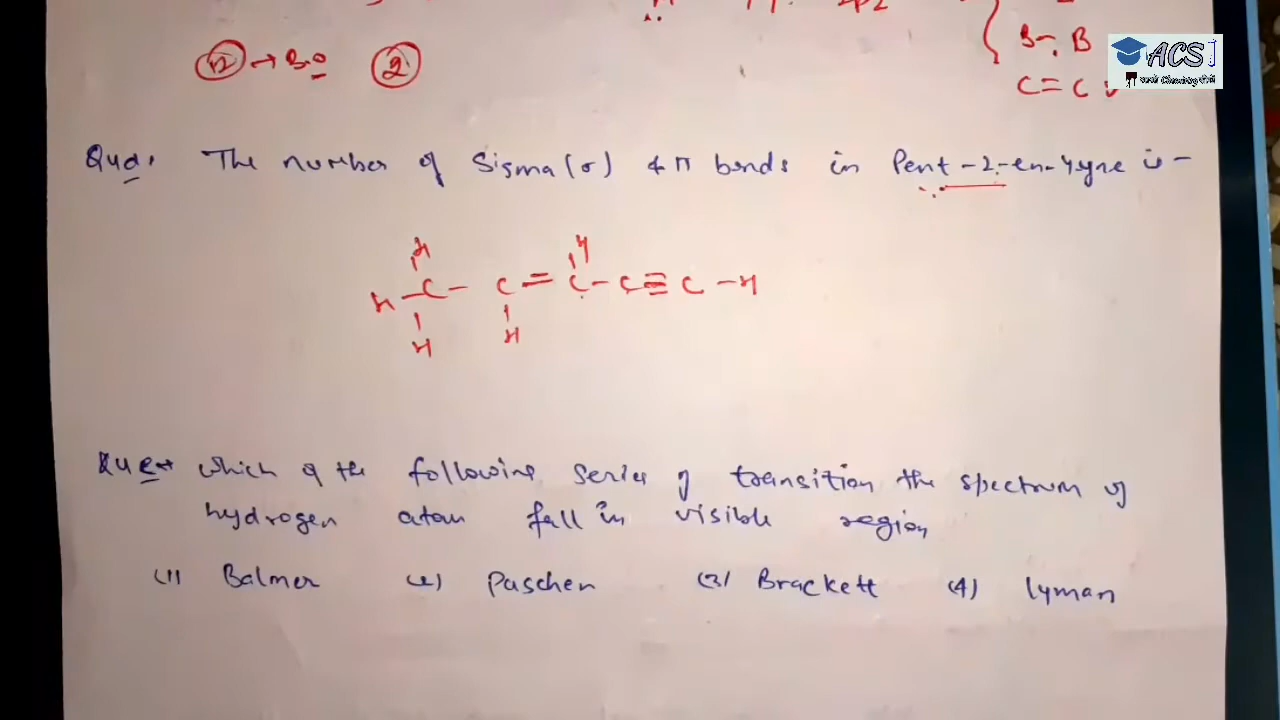 12 → B.O 2
B - B
C = C
ACS
Que. The number of Sigma (σ) & π bonds in Pent-2-en-4yne is -
H H
H - C - C = C - C ≡ C - H
H H
Que → which of the following series of transition the spectrum of
hydrogen atom fall in visible region
(1) Balmer (2) Paschen (3) Brackett (4) lyman